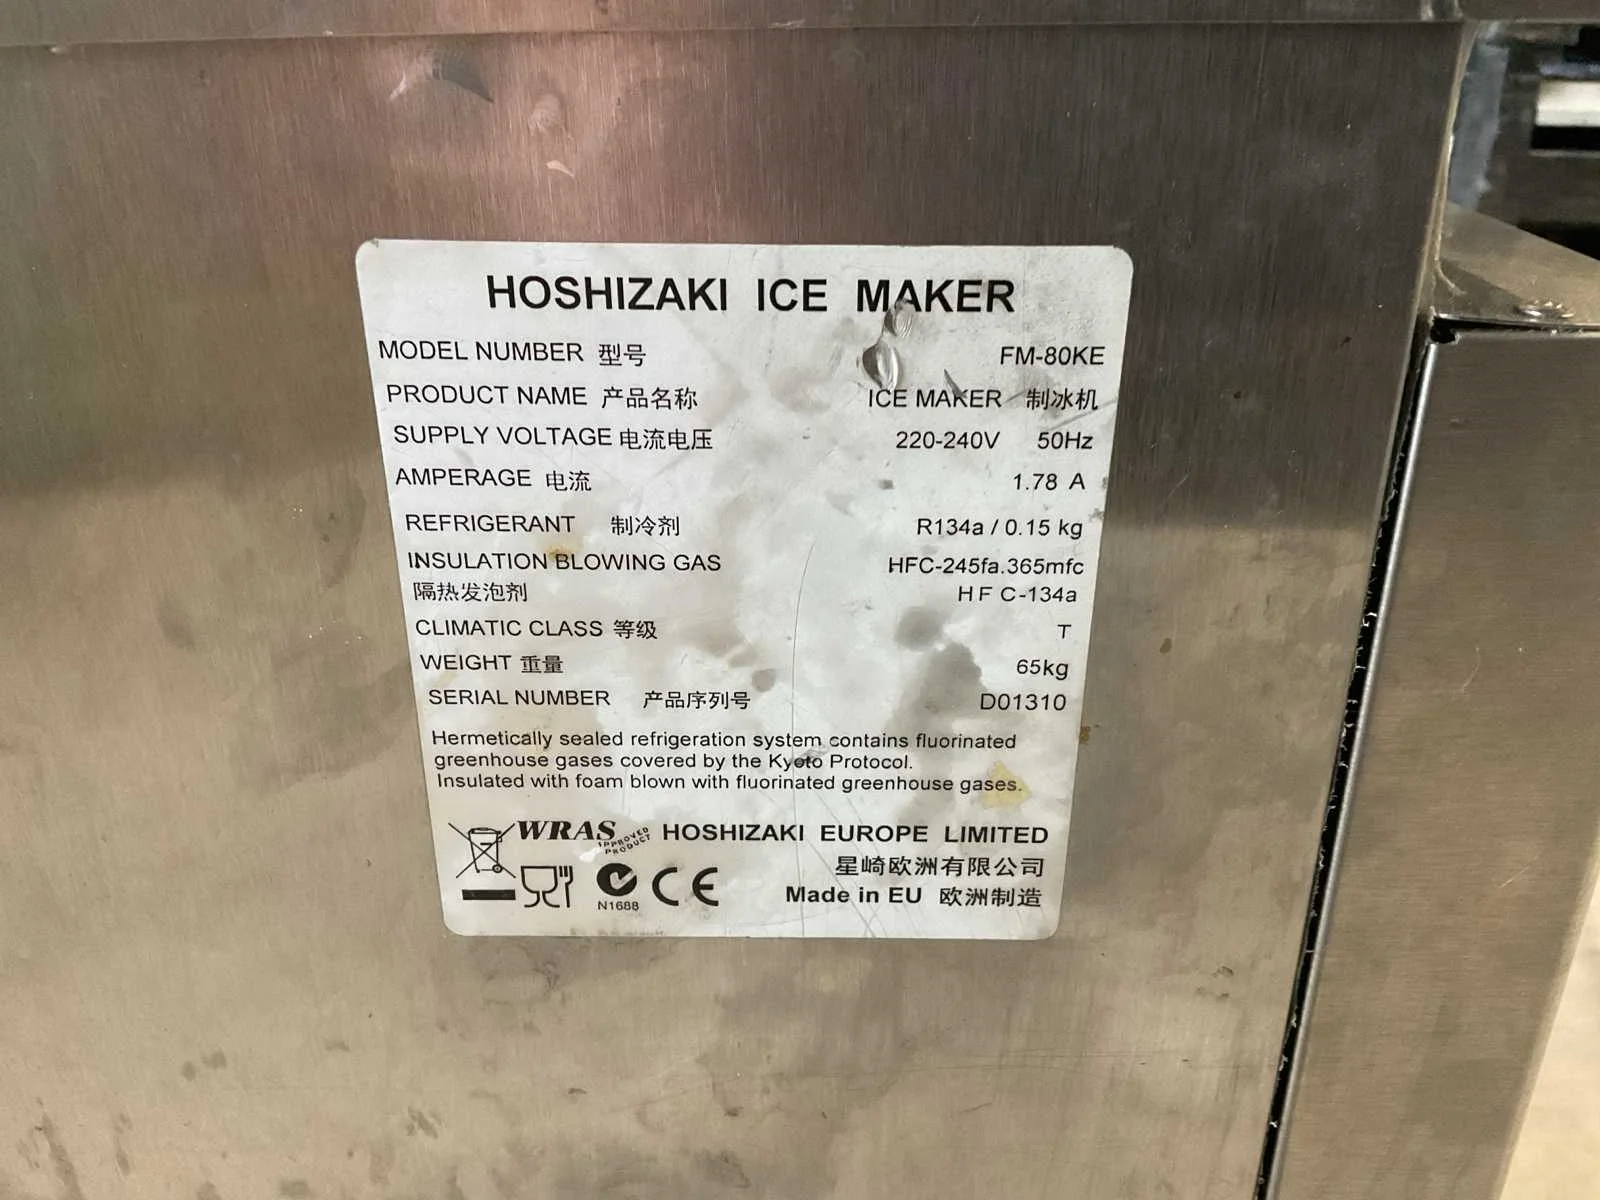 HOSHIZAKI ICE MAKER
MODEL NUMBER 型号 FM-80KE
PRODUCT NAME 产品名称 ICE MAKER 制冰机
SUPPLY VOLTAGE 电流电压 220-240V 50Hz
AMPERAGE 电流 1.78 A
REFRIGERANT 制冷剂 R134a / 0.15 kg
INSULATION BLOWING GAS HFC-245fa.365mfc
隔热发泡剂 HF C-134a
CLIMATIC CLASS 等级 T
WEIGHT 重量 65kg
SERIAL NUMBER 产品序列号 D01310
Hermetically sealed refrigeration system contains fluorinated
greenhouse gases covered by the Kyoto Protocol.
Insulated with foam blown with fluorinated greenhouse gases.
WRAS APPROVED PRODUCT HOSHIZAKI EUROPE LIMITED
星崎欧洲有限公司
N1688 CE Made in EU 欧洲制造